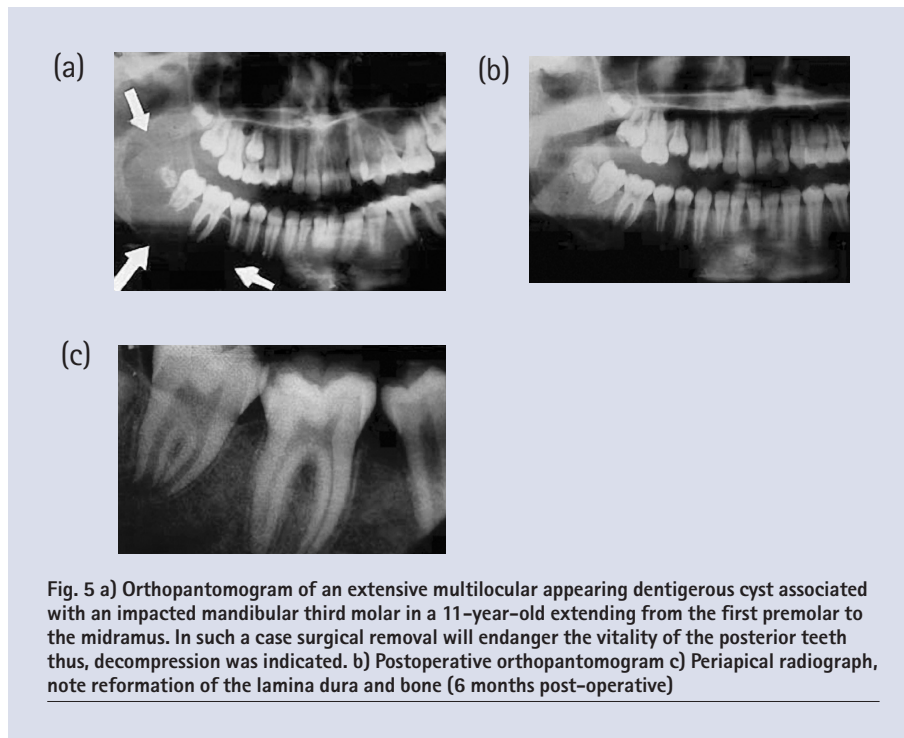 (a)
(b)
(c)
Fig. 5 a) Orthopantomogram of an extensive multilocular appearing dentigerous cyst associated
with an impacted mandibular third molar in a 11-year-old extending from the first premolar to
the midramus. In such a case surgical removal will endanger the vitality of the posterior teeth
thus, decompression was indicated. b) Postoperative orthopantomogram c) Periapical radiograph,
note reformation of the lamina dura and bone (6 months post-operative)